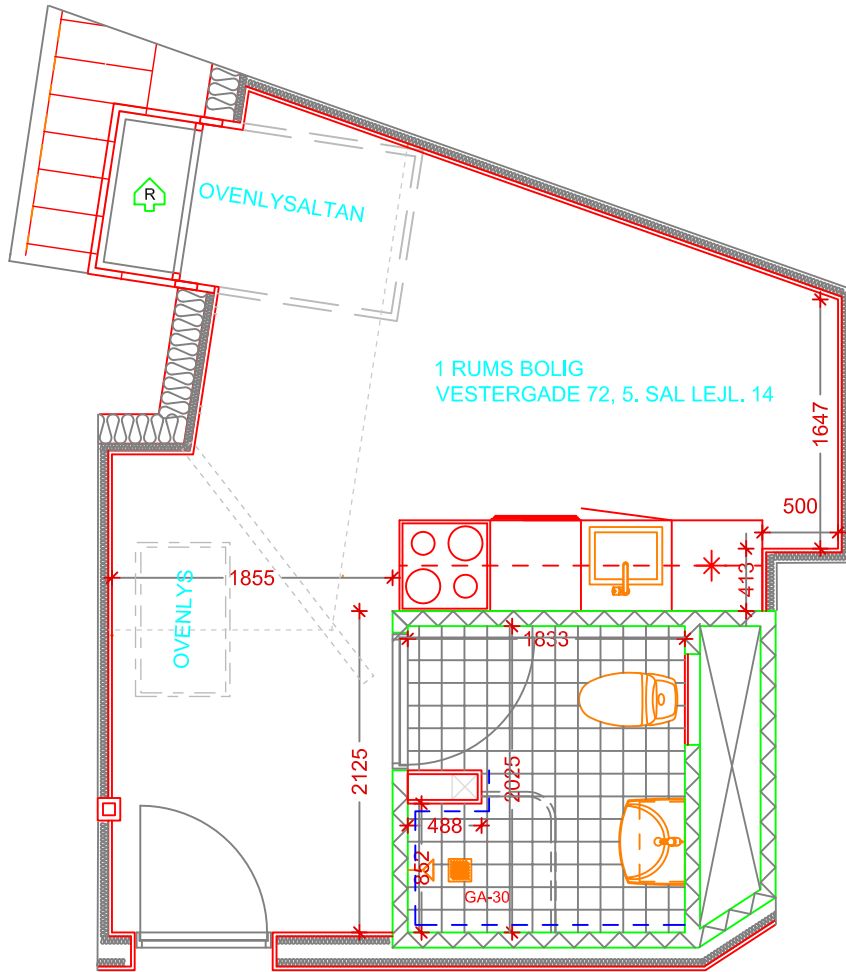 R
OVENLYSALTAN
1 RUMS BOLIG
VESTERGADE 72, 5. SAL LEJL. 14
1647
500
413
1855
OVENLYS
1833
2125
2025
488
852
GA-30